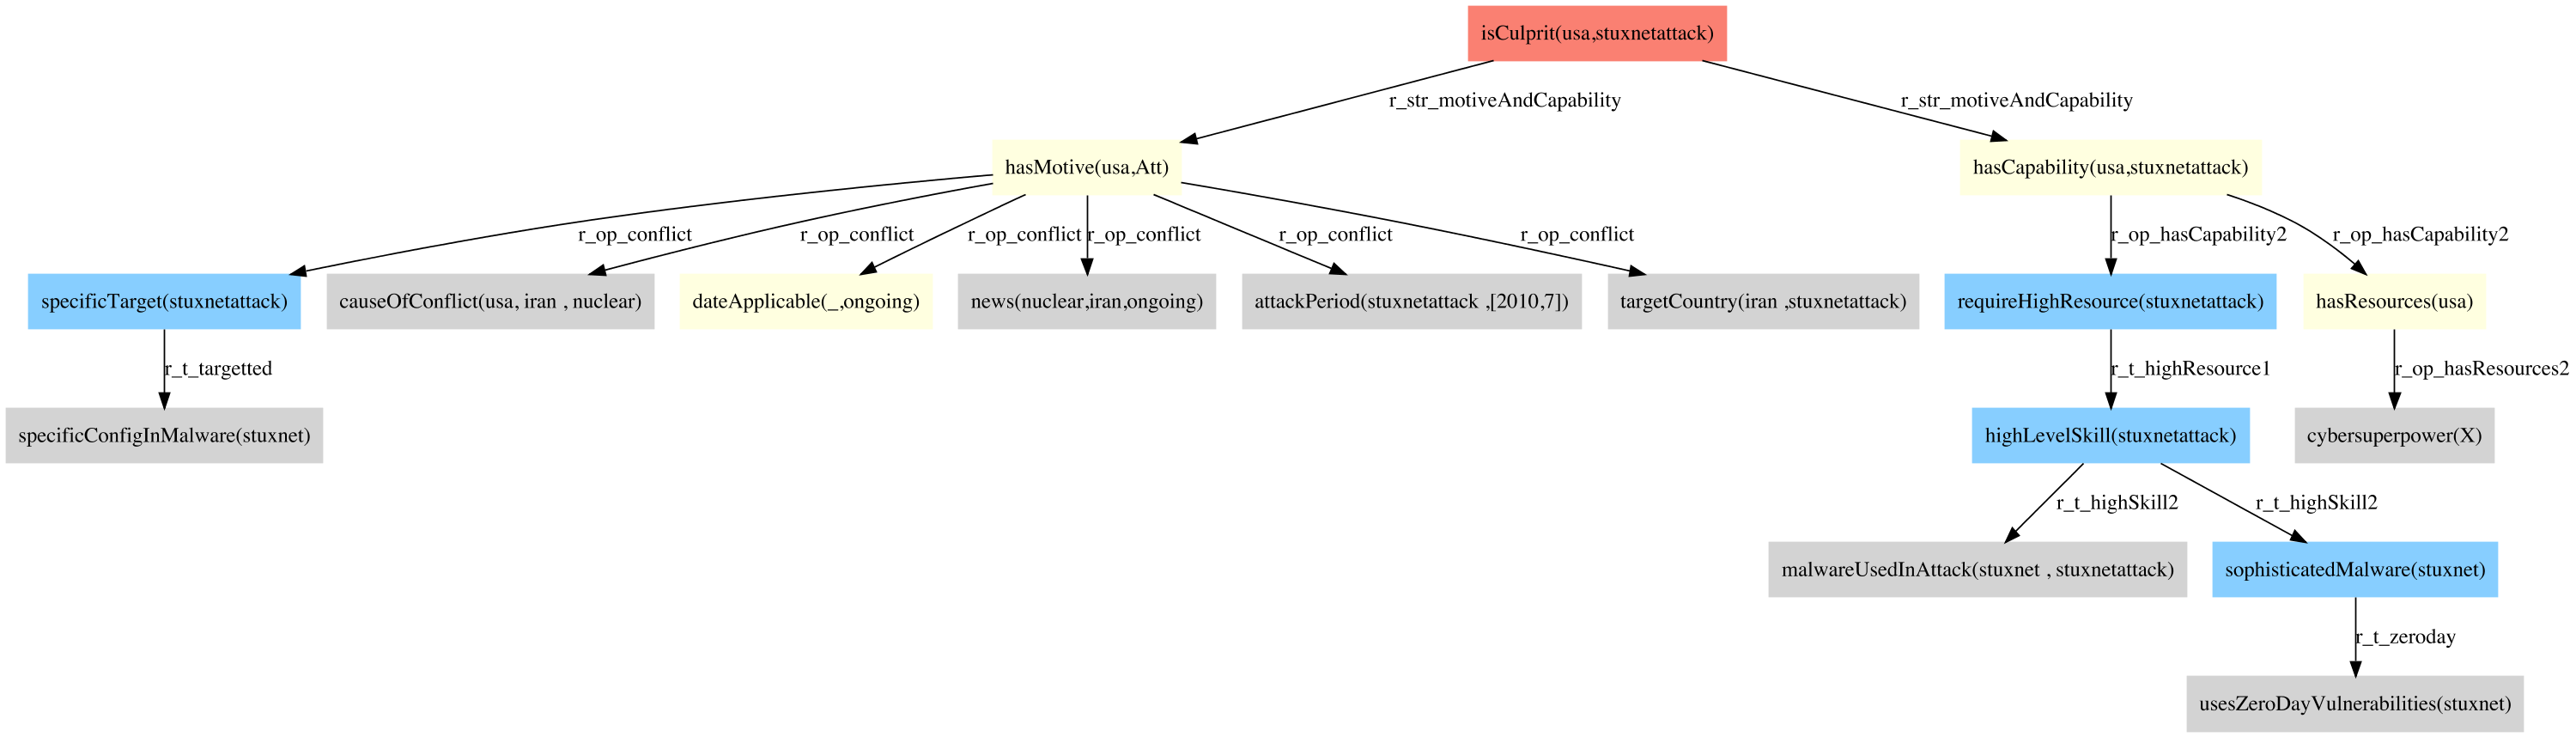 isCulprit(usa,stuxnetattack)
r_str_motiveAndCapability
r_str_motiveAndCapability
hasMotive(usa,Att)
hasCapability(usa,stuxnetattack)
r_op_conflict
r_op_conflict
r_op_conflict
r_op_conflict
r_op_conflict
r_op_conflict
r_op_hasCapability2
r_op_hasCapability2
specificTarget(stuxnetattack)
causeOfConflict(usa, iran , nuclear)
dateApplicable(_,ongoing)
news(nuclear,iran,ongoing)
attackPeriod(stuxnetattack ,[2010,7])
targetCountry(iran ,stuxnetattack)
requireHighResource(stuxnetattack)
hasResources(usa)
r_t_targetted
r_t_highResource1
r_op_hasResources2
specificConfigInMalware(stuxnet)
highLevelSkill(stuxnetattack)
cybersuperpower(X)
r_t_highSkill2
r_t_highSkill2
malwareUsedInAttack(stuxnet , stuxnetattack)
sophisticatedMalware(stuxnet)
r_t_zeroday
usesZeroDayVulnerabilities(stuxnet)